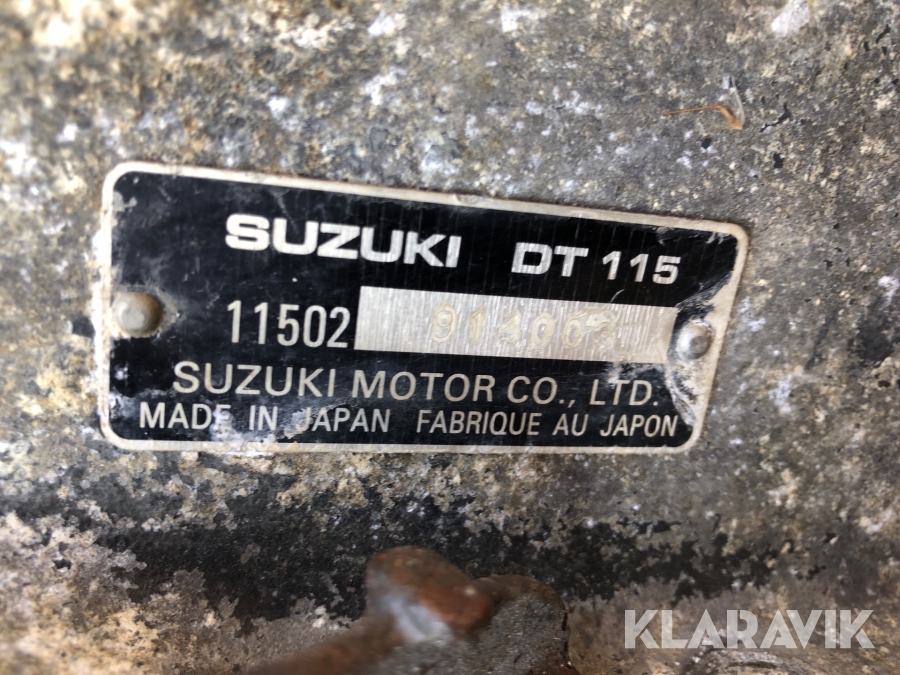 SUZUKI DT 115
11502
SUZUKI MOTOR CO., LTD.
MADE IN JAPAN FABRIQUE AU JAPON
KLARAVIK